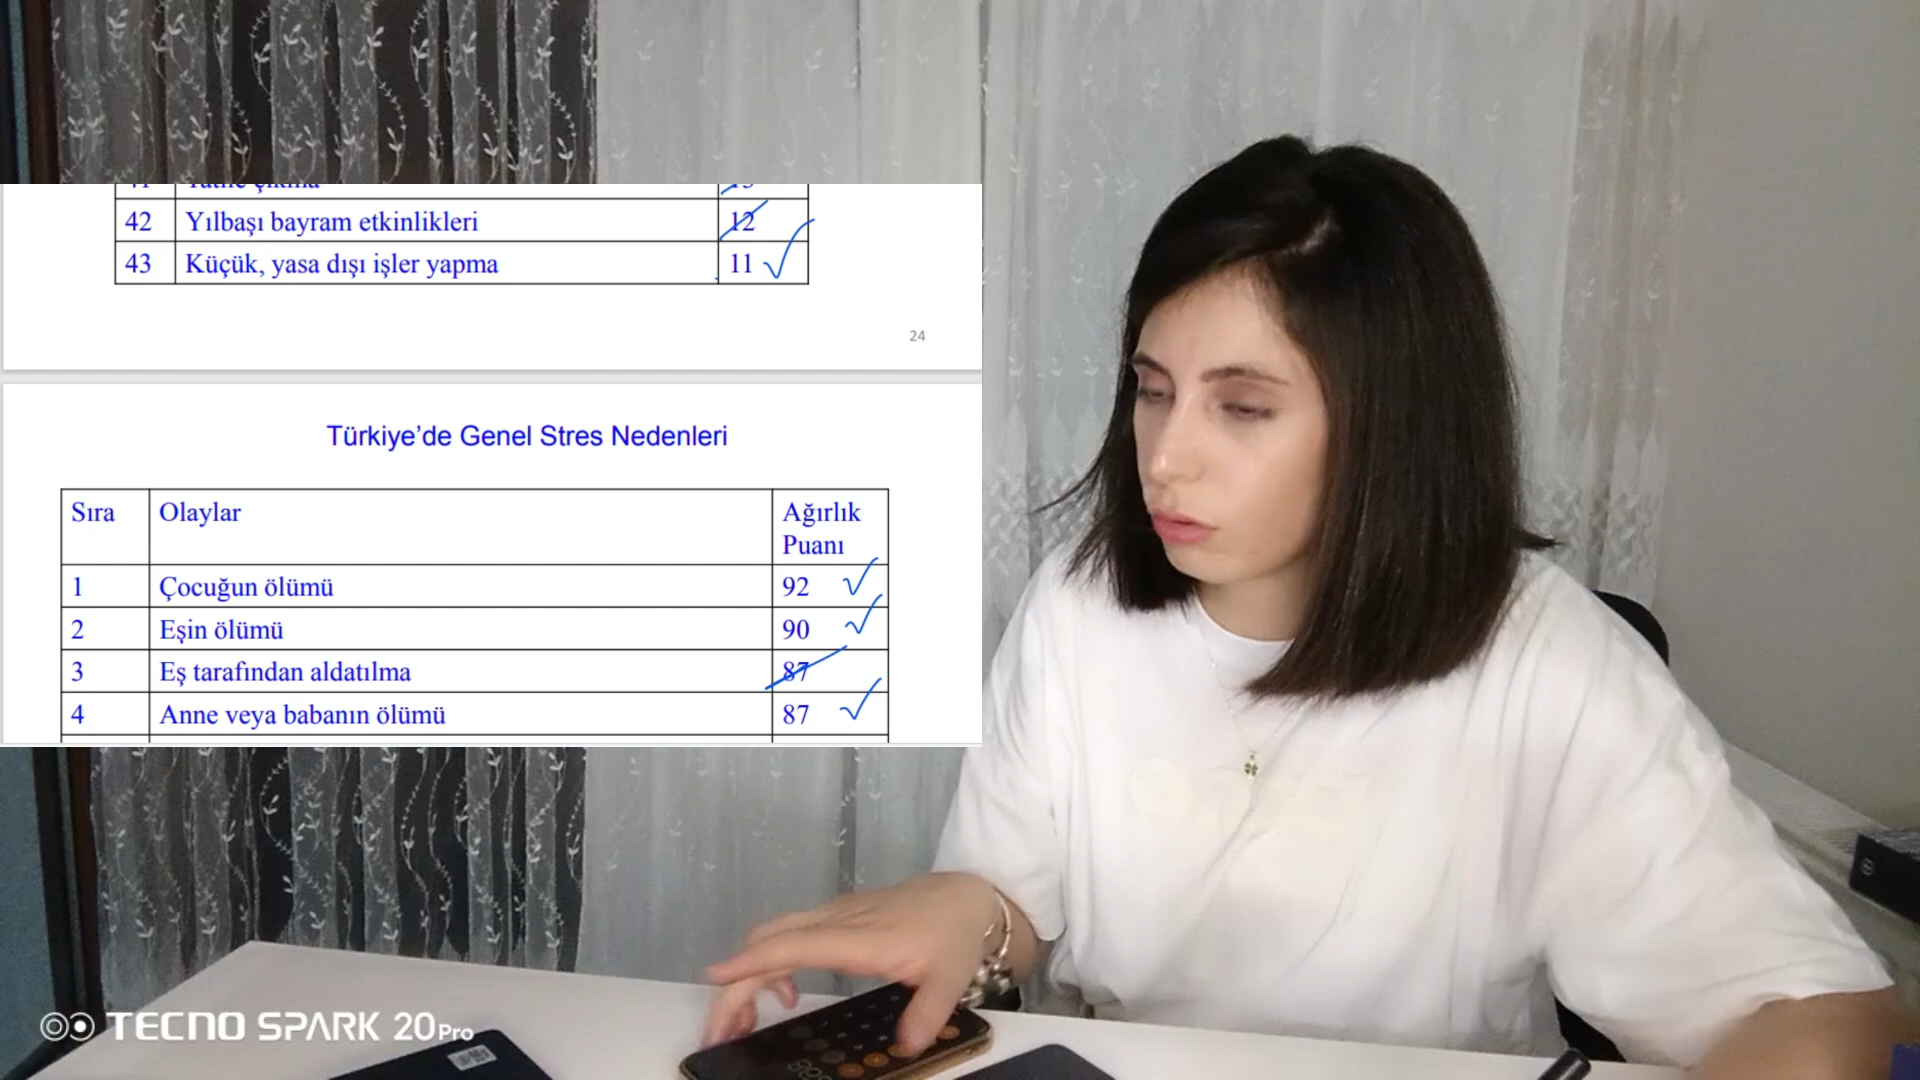 42 Yılbaşı bayram etkinlikleri 12
43 Küçük, yasa dışı işler yapma 11
24
Türkiye’de Genel Stres Nedenleri
Sıra Olaylar Ağırlık Puanı
1 Çocuğun ölümü 92
2 Eşin ölümü 90
3 Eş tarafından aldatılma 87
4 Anne veya babanın ölümü 87
TECNO SPARK 20Pro